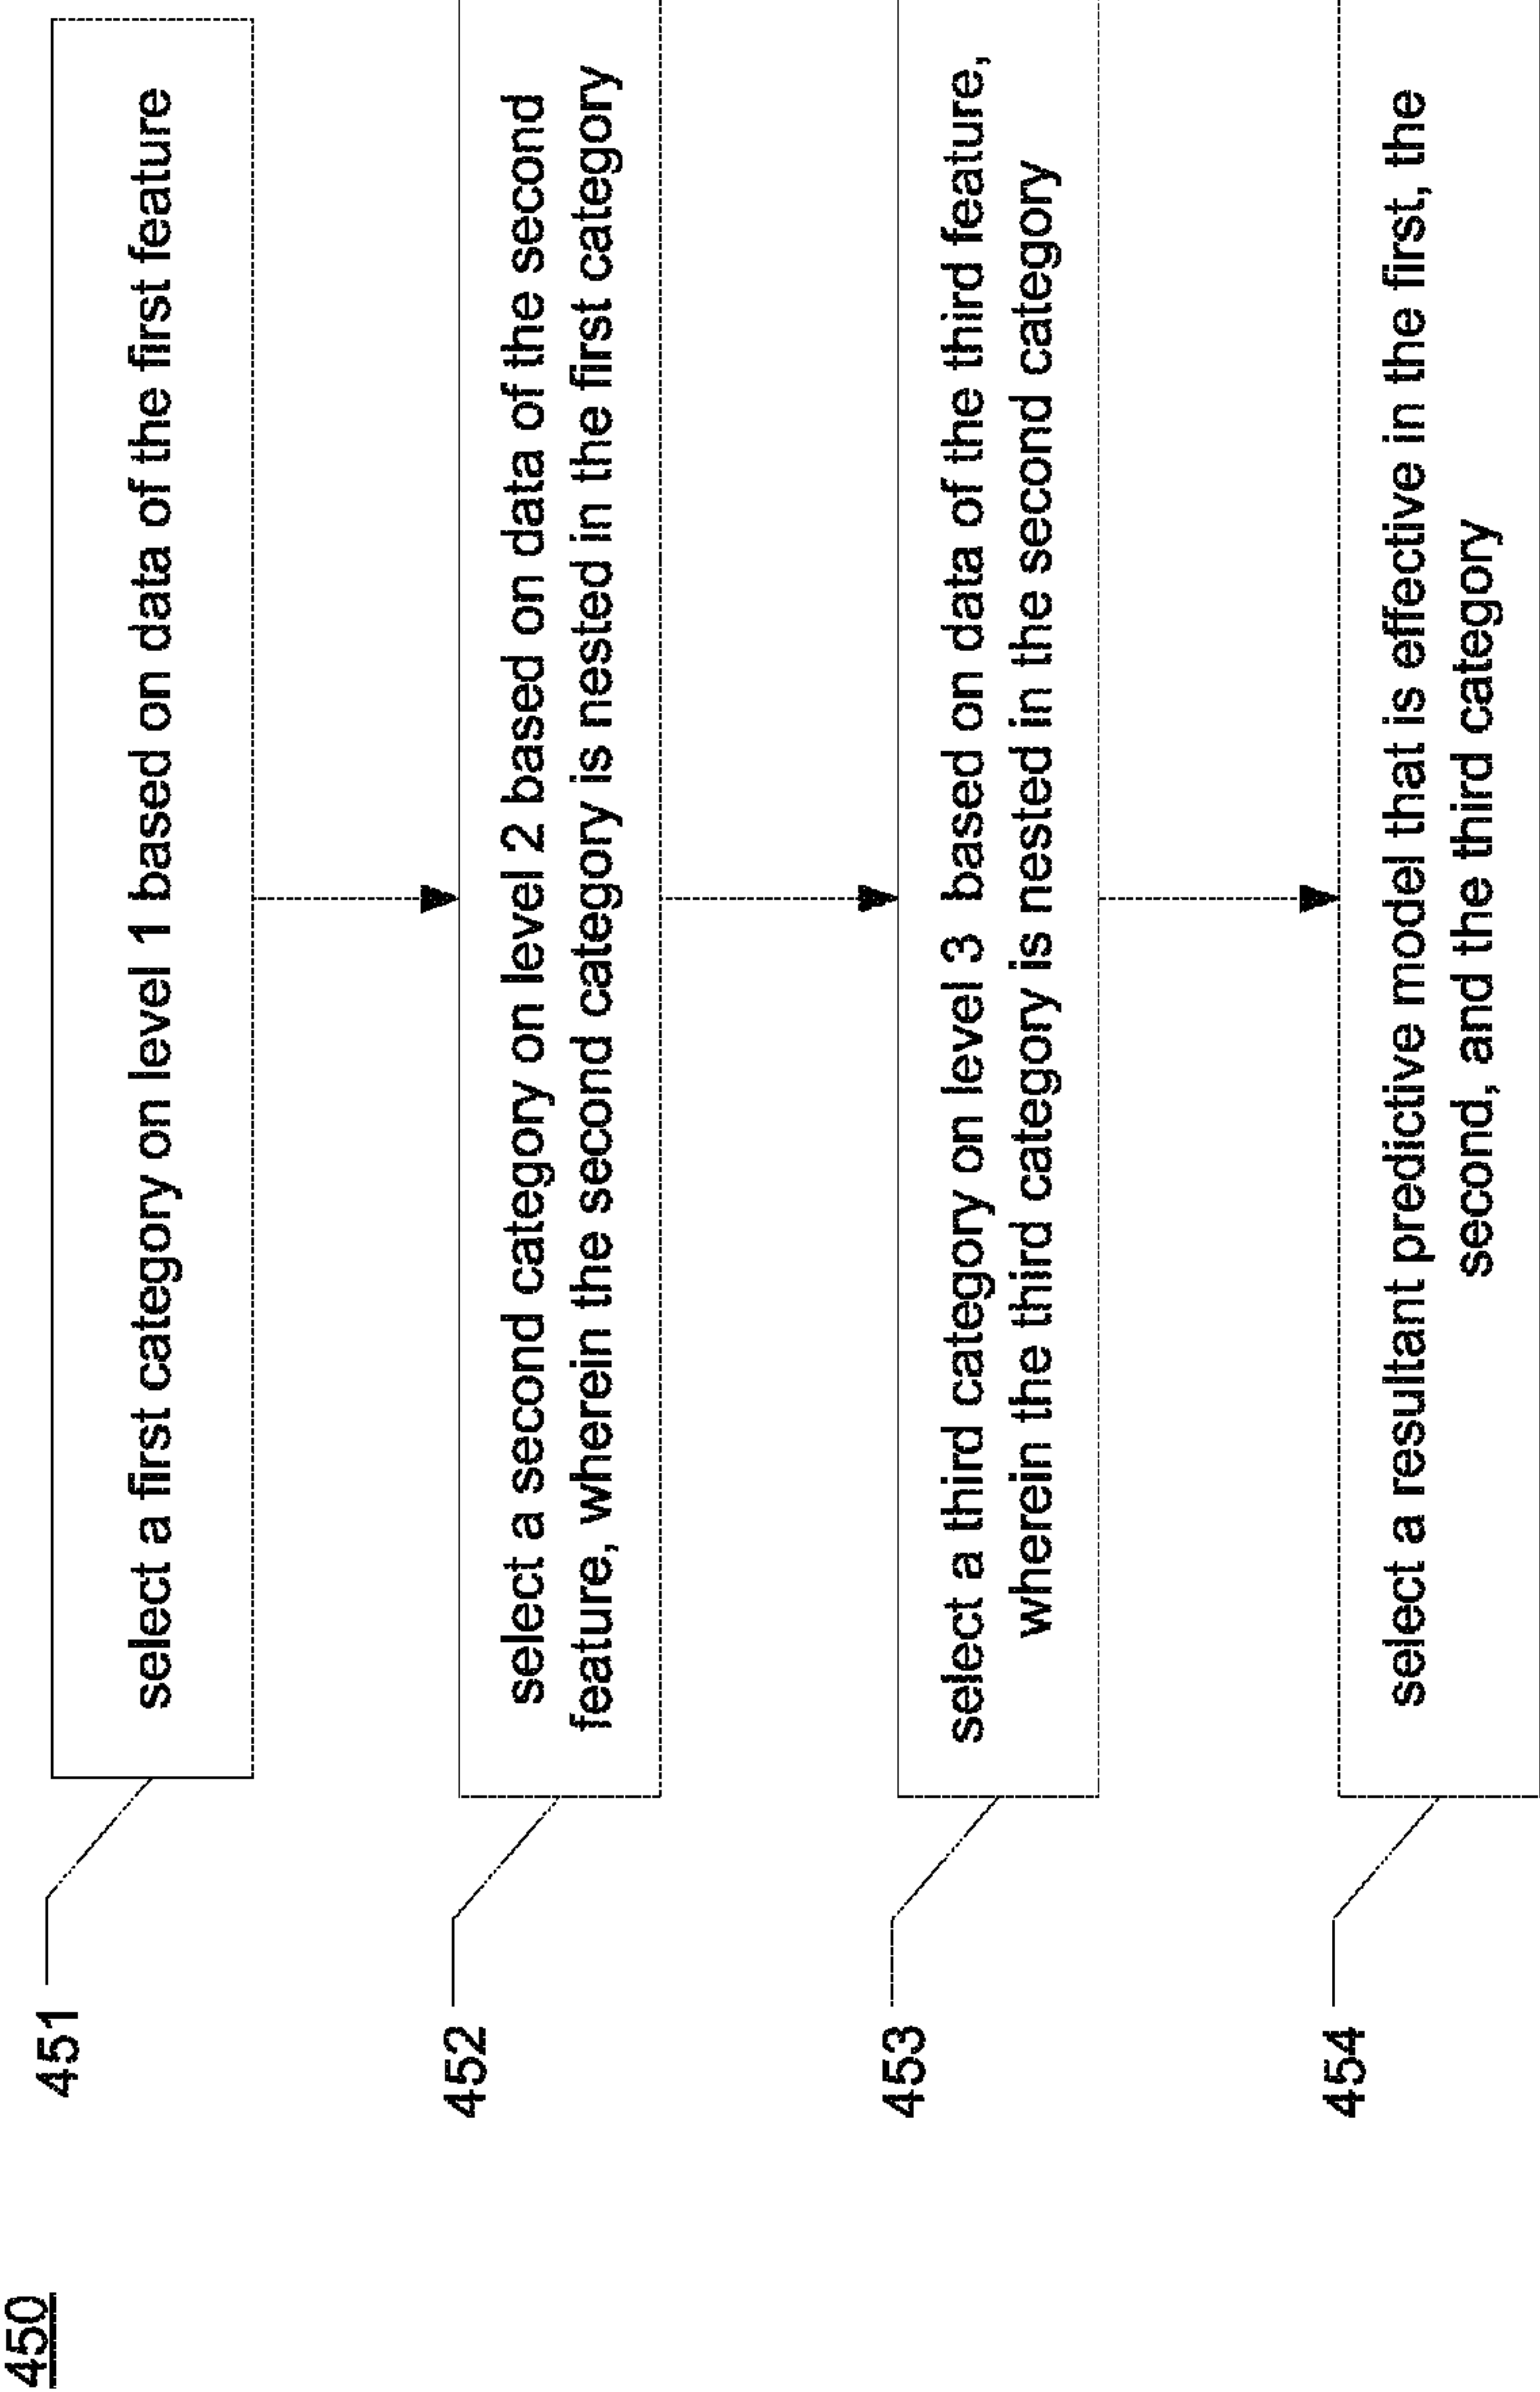 450
451
select a first category on level 1 based on data of the first feature
452
select a second category on level 2 based on data of the second
feature, wherein the second category is nested in the first category
453
select a third category on level 3 based on data of the third feature,
wherein the third category is nested in the second category
454
select a resultant predictive model that is effective in the first, the
second, and the third category